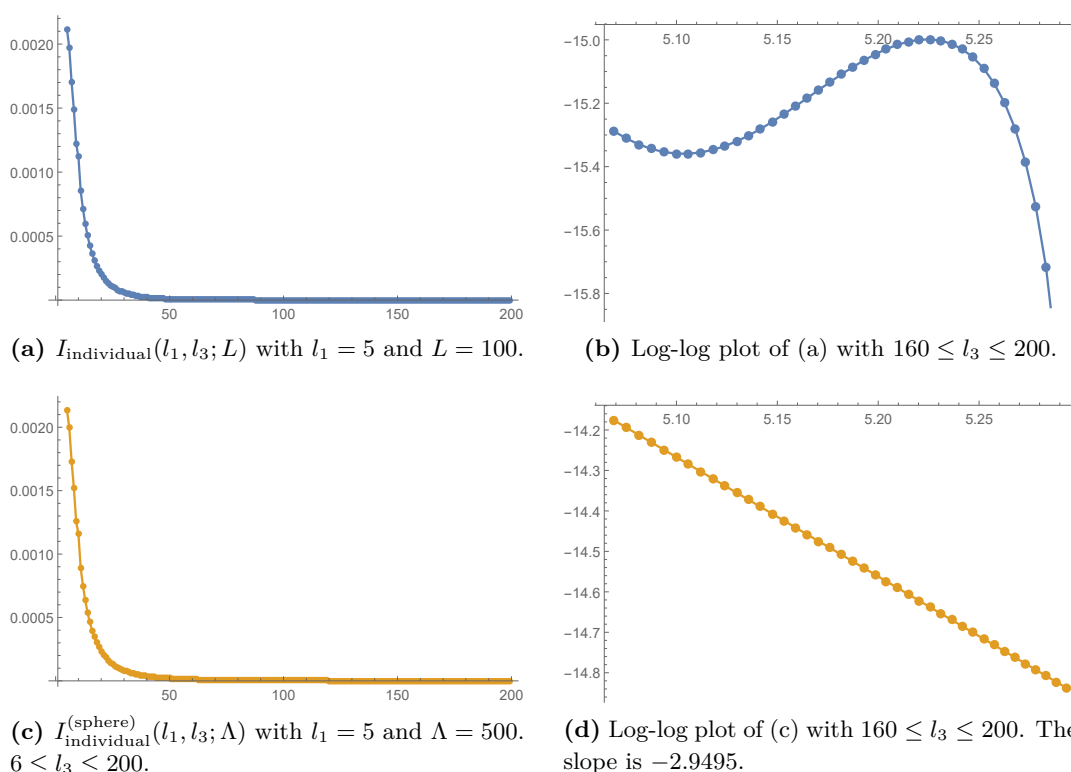 0.0020
0.0015
0.0010
0.0005
50 100 150 200
(a) I_individual(l_1, l_3; L) with l_1 = 5 and L = 100.
5.10 5.15 5.20 5.25
−15.0
−15.2
−15.4
−15.6
−15.8
(b) Log-log plot of (a) with 160 ≤ l_3 ≤ 200.
0.0020
0.0015
0.0010
0.0005
50 100 150 200
(c) I^(sphere)_individual(l_1, l_3; Λ) with l_1 = 5 and Λ = 500.
6 < l_3 < 200.
5.10 5.15 5.20 5.25
−14.2
−14.3
−14.4
−14.5
−14.6
−14.7
−14.8
(d) Log-log plot of (c) with 160 ≤ l_3 ≤ 200. The
slope is −2.9495.